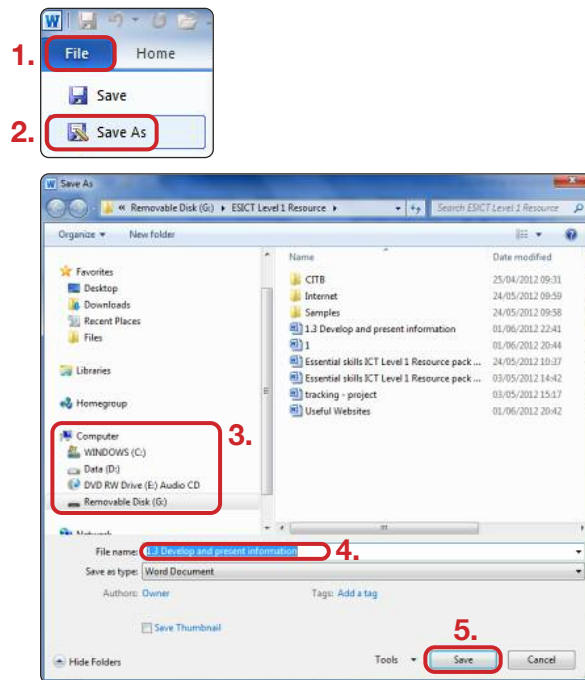 W
1.
File Home
Save
2. Save As
W Save As
« Removable Disk (G:) ▸ ESICT Level 1 Resource ▸ Search ESICT Level 1 Resource
Organize ▾ New folder
Name Date modified
Favorites
CITB 25/04/2012 09:31
Desktop
Internet 24/05/2012 09:59
Downloads
Samples 24/05/2012 09:58
Recent Places
1.3 Develop and present information 01/06/2012 22:41
Files
1 01/06/2012 20:44
Essential skills ICT Level 1 Resource pack ... 24/05/2012 10:37
Libraries
Essential skills ICT Level 1 Resource pack ... 03/05/2012 14:42
tracking - project 03/05/2012 15:17
Homegroup
Useful Websites 01/06/2012 20:42
Computer
3.
WINDOWS (C:)
Data (D:)
DVD RW Drive (E:) Audio CD
Removable Disk (G:)
Network
File name: 1.3 Develop and present information 4.
Save as type: Word Document
Authors: Owner Tags: Add a tag
Save Thumbnail
5.
Hide Folders Tools ▾ Save Cancel